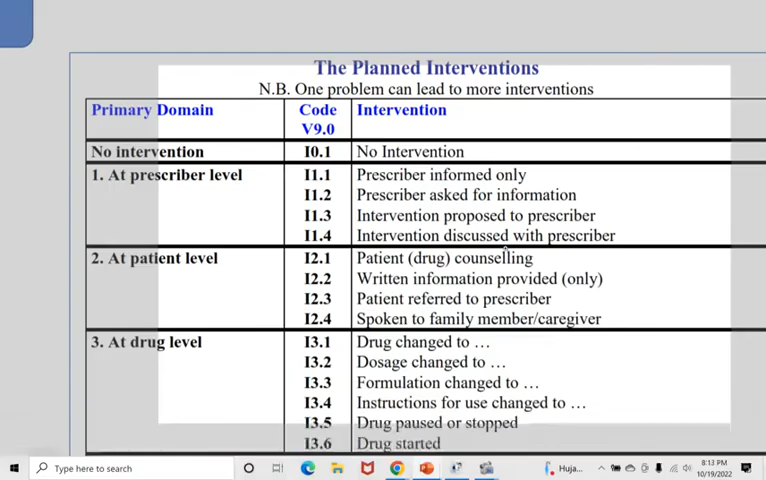 The Planned Interventions
N.B. One problem can lead to more interventions
Primary Domain Code V9.0 Intervention
No intervention I0.1 No Intervention
1. At prescriber level I1.1 Prescriber informed only
I1.2 Prescriber asked for information
I1.3 Intervention proposed to prescriber
I1.4 Intervention discussed with prescriber
2. At patient level I2.1 Patient (drug) counselling
I2.2 Written information provided (only)
I2.3 Patient referred to prescriber
I2.4 Spoken to family member/caregiver
3. At drug level I3.1 Drug changed to …
I3.2 Dosage changed to …
I3.3 Formulation changed to …
I3.4 Instructions for use changed to …
I3.5 Drug paused or stopped
I3.6 Drug started
Type here to search Huja... 8:13 PM
10/19/2022